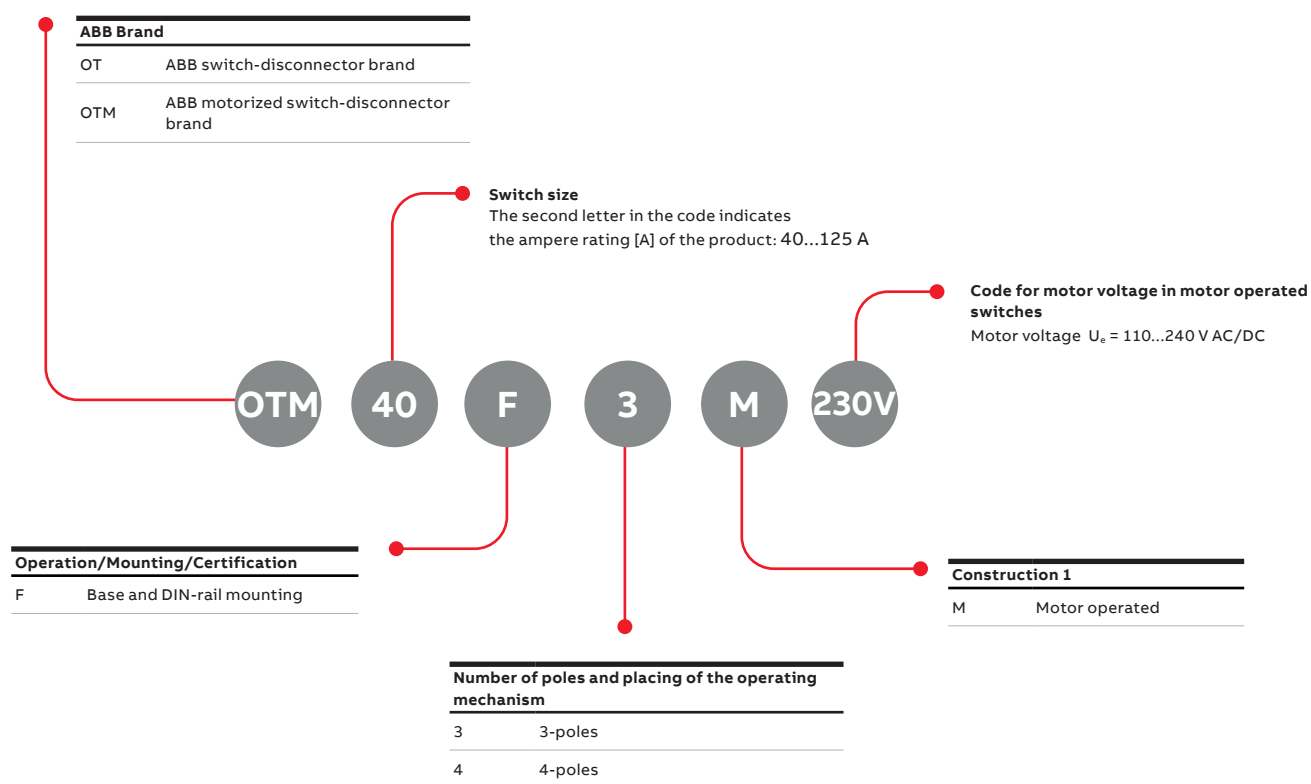 ABB Brand
OT ABB switch-disconnector brand
OTM ABB motorized switch-disconnector
brand
Switch size
The second letter in the code indicates
the ampere rating [A] of the product: 40...125 A
Code for motor voltage in motor operated
switches
Motor voltage Uₑ = 110...240 V AC/DC
OTM 40 F 3 M 230V
Operation/Mounting/Certification
F Base and DIN-rail mounting
Construction 1
M Motor operated
Number of poles and placing of the operating
mechanism
3 3-poles
4 4-poles